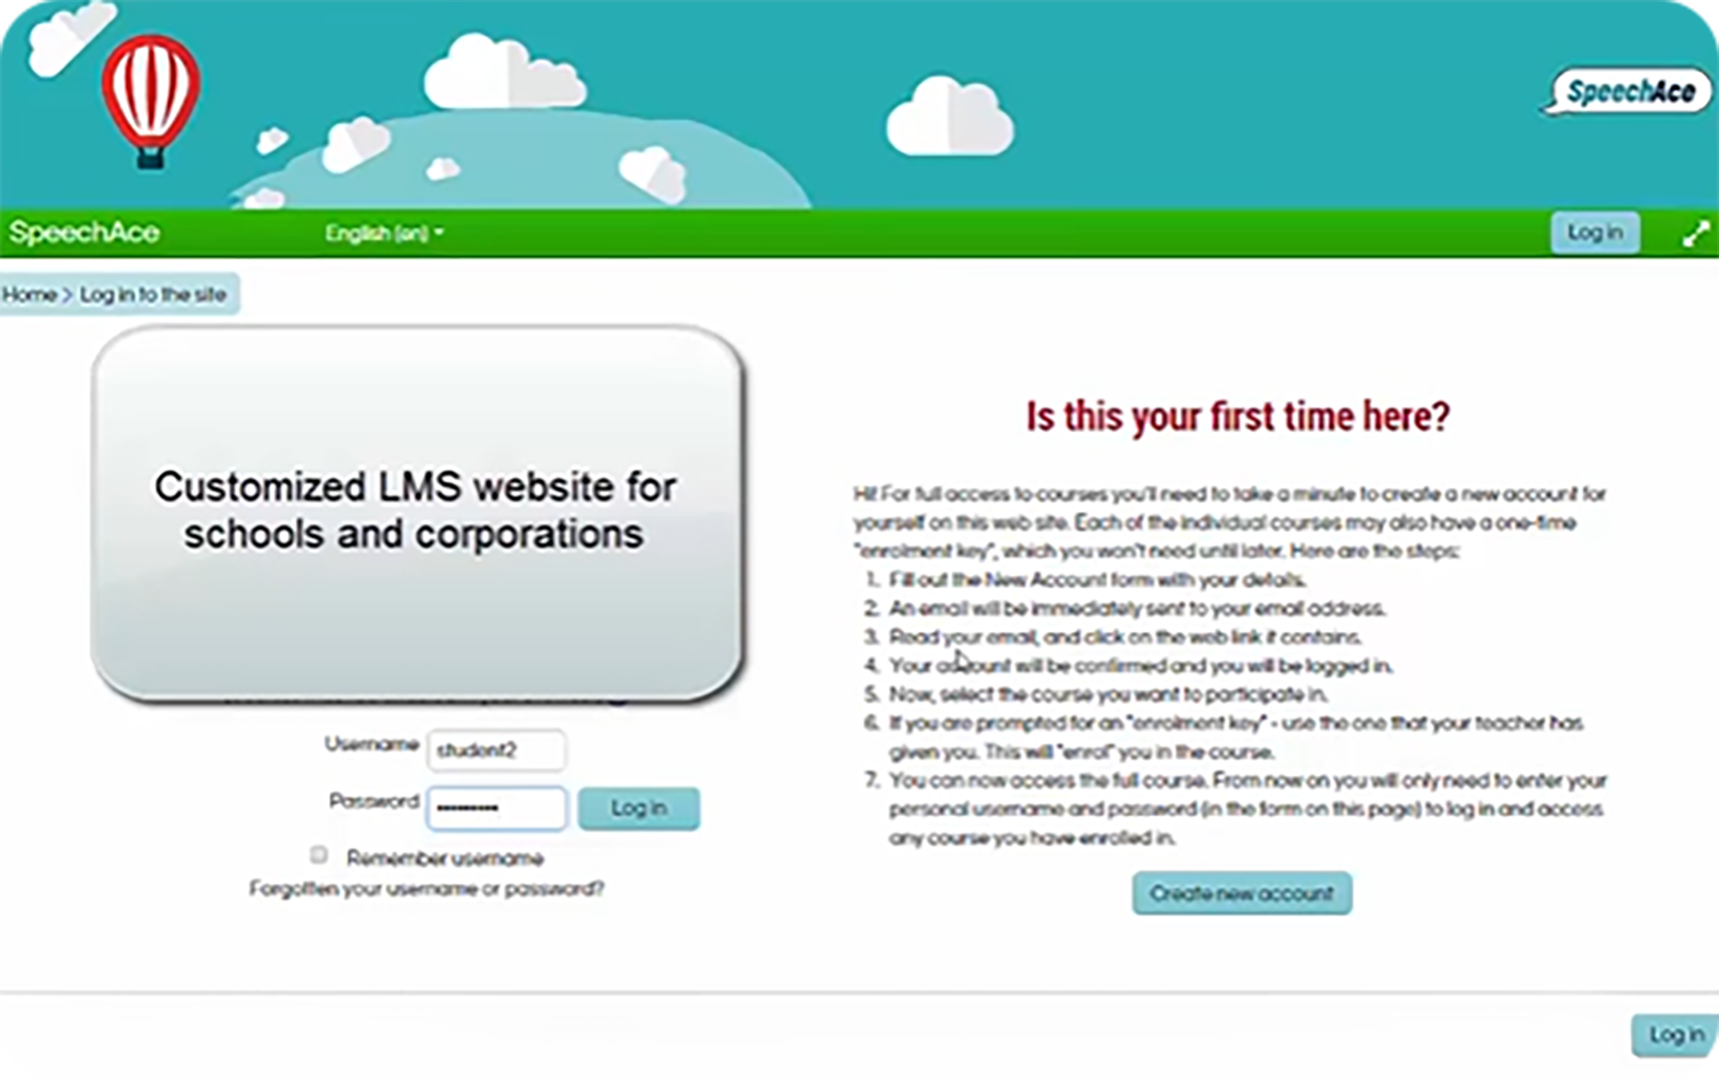 SpeechAce
SpeechAce
English (en)
Log in
Home > Log in to the site
Customized LMS website for
schools and corporations
Username
student2
Password
Log in
Remember username
Forgotten your username or password?
Is this your first time here?
Hi! For full access to courses you'll need to take a minute to create a new account for
yourself on this web site. Each of the individual courses may also have a one-time
"enrolment key", which you won't need until later. Here are the steps:
1. Fill out the New Account form with your details.
2. An email will be immediately sent to your email address.
3. Read your email, and click on the web link it contains.
4. Your account will be confirmed and you will be logged in.
5. Now, select the course you want to participate in.
6. If you are prompted for an "enrolment key" - use the one that your teacher has
given you. This will "enrol" you in the course.
7. You can now access the full course. From now on you will only need to enter your
personal username and password (in the form on this page) to log in and access
any course you have enrolled in.
Create new account
Log in